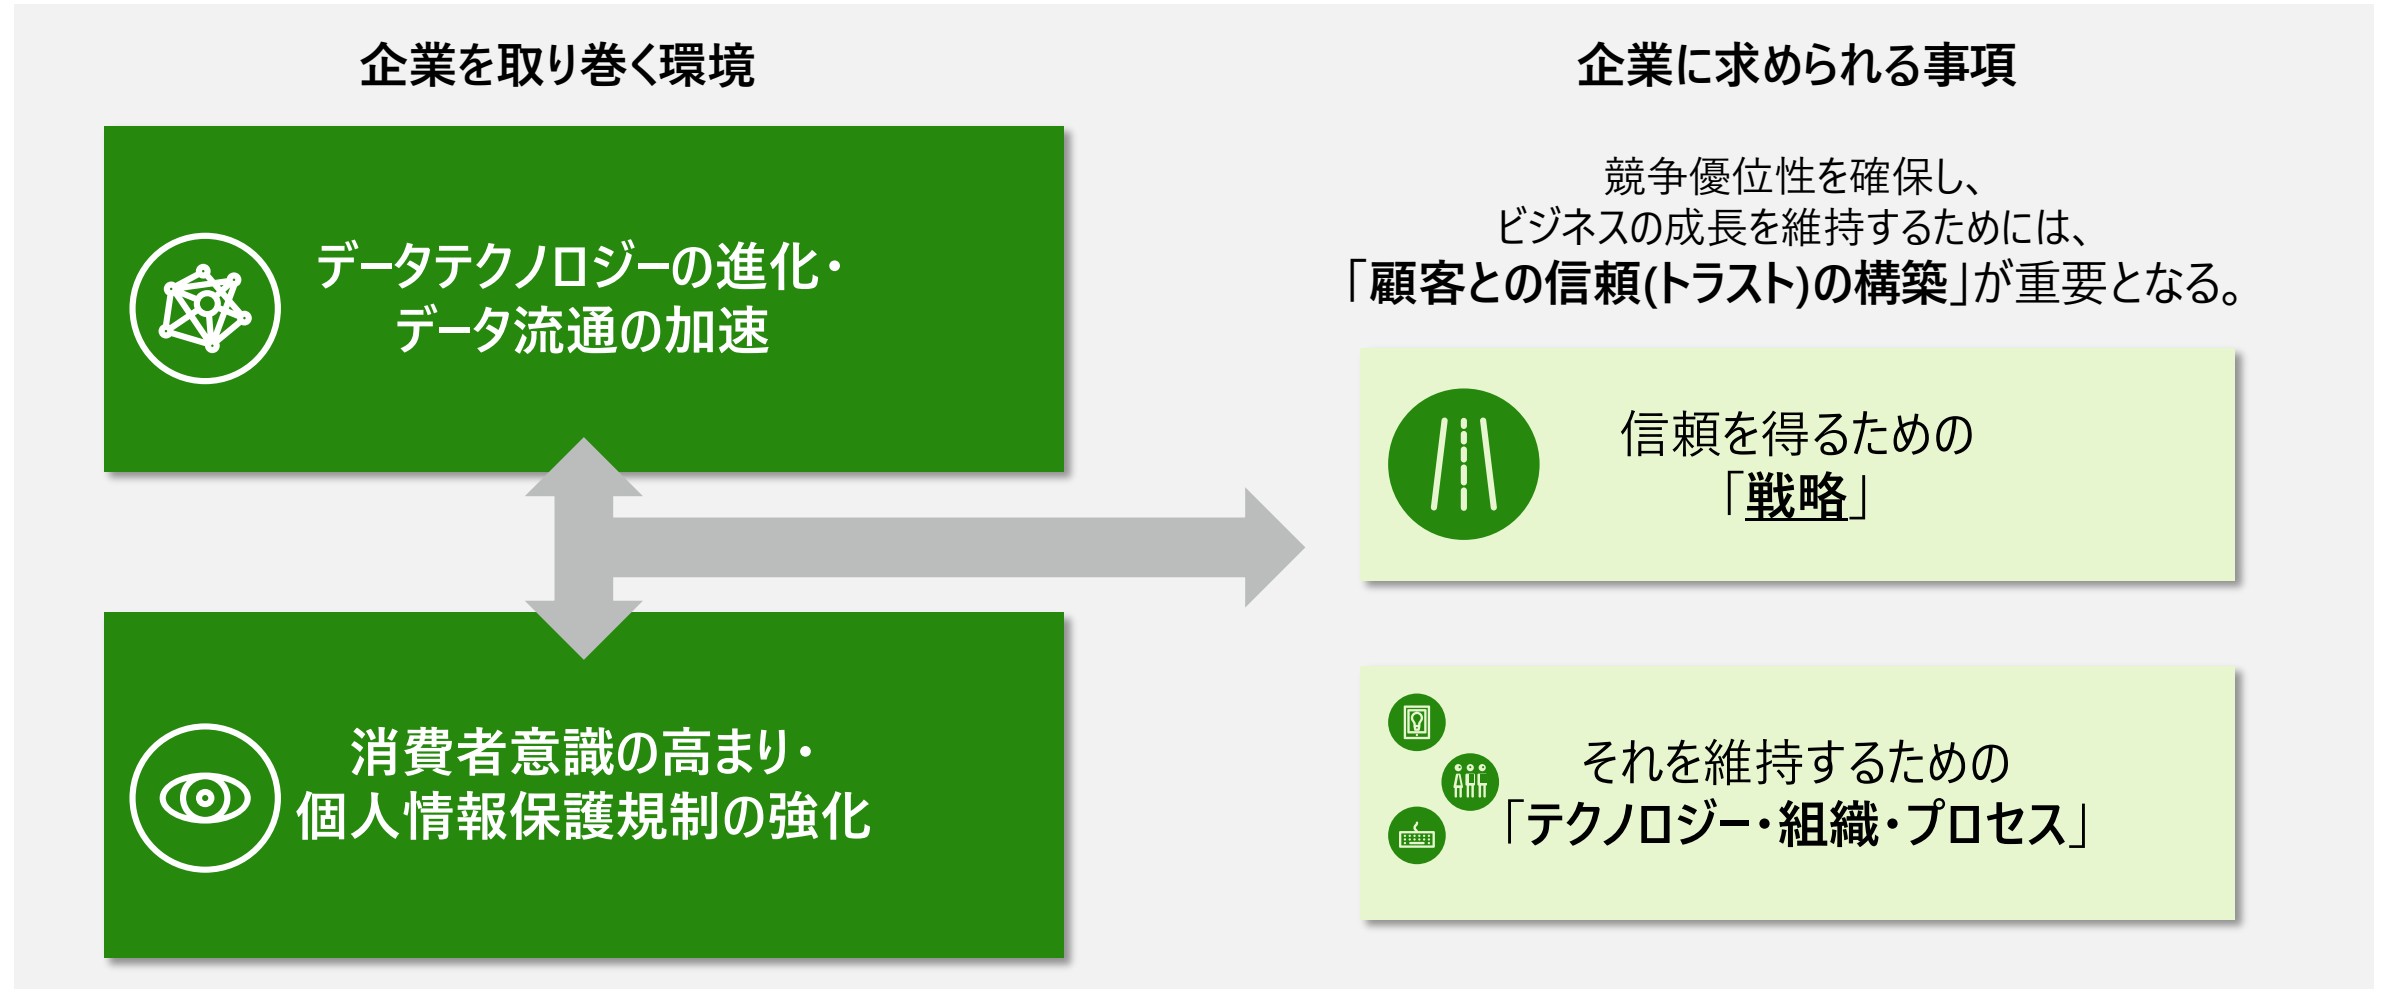 企業を取り巻く環境
データテクノロジーの進化・
データ流通の加速
消費者意識の高まり・
個人情報保護規制の強化
企業に求められる事項
競争優位性を確保し、
ビジネスの成長を維持するためには、
「顧客との信頼(トラスト)の構築」が重要となる。
信頼を得るための
「戦略」
それを維持するための
「テクノロジー・組織・プロセス」